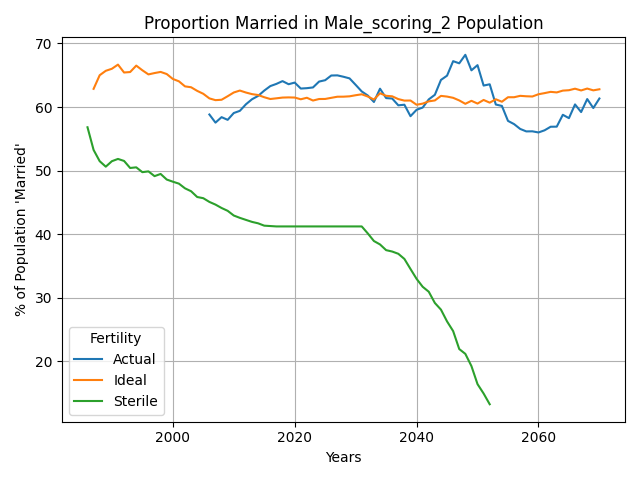 Proportion Married in Male_scoring_2 Population
% of Population 'Married'
70
60
50
40
30
20
Fertility
Actual
Ideal
Sterile
2000
2020
2040
2060
Years